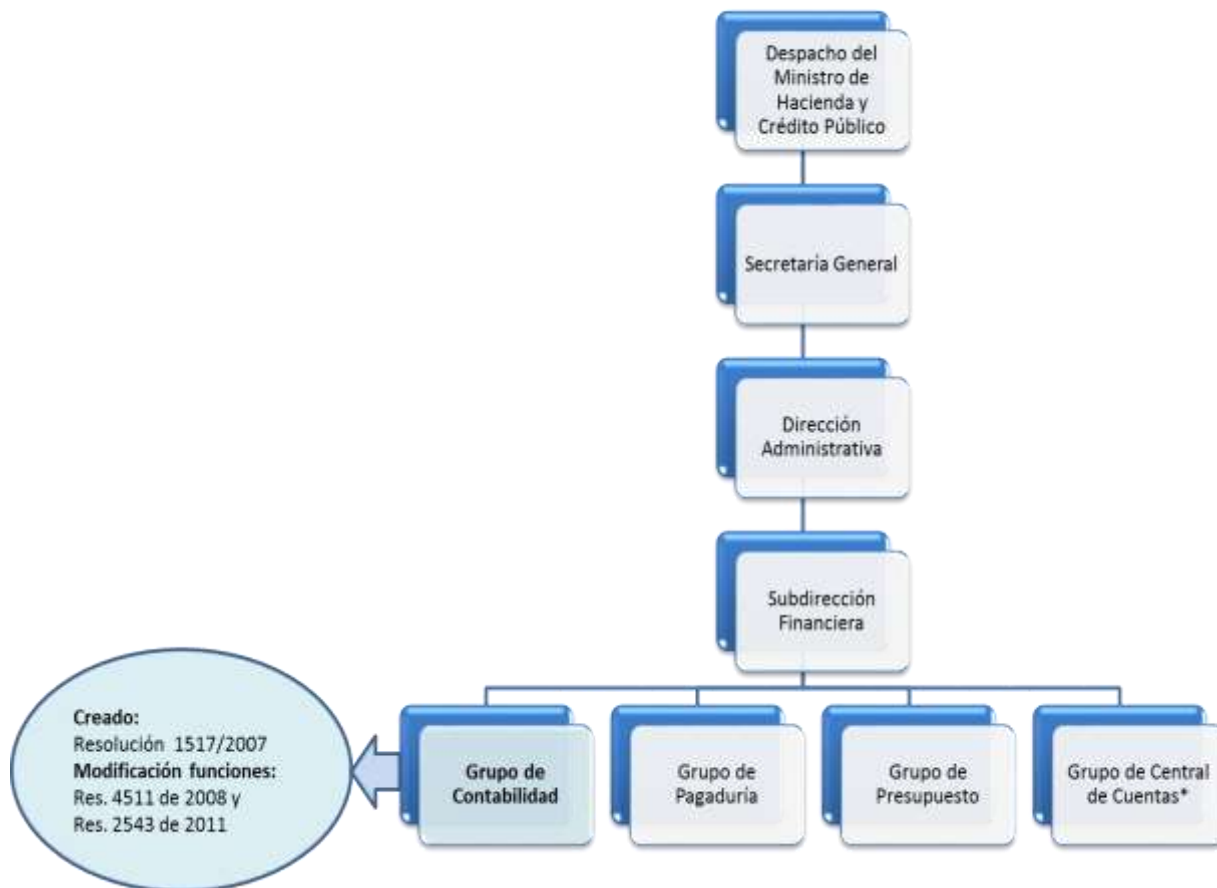 Despacho del
Ministro de
Hacienda y
Crédito Público
Secretaría General
Dirección
Administrativa
Subdirección
Financiera
Creado:
Resolución 1517/2007
Modificación funciones:
Res. 4511 de 2008 y
Res. 2543 de 2011
Grupo de
Contabilidad
Grupo de
Pagaduría
Grupo de
Presupuesto
Grupo de Central
de Cuentas*